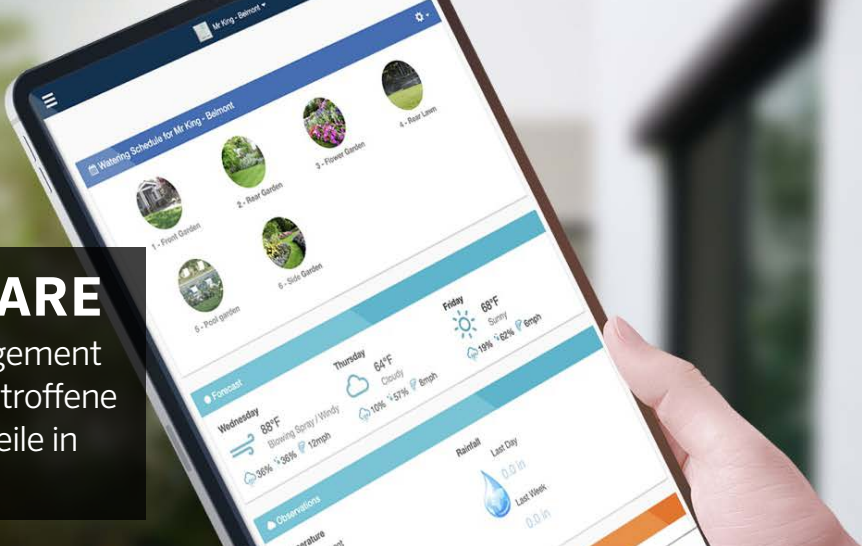 Mr King - Belmont
Watering Schedule for Mr King - Belmont
1 - Front Garden
2 - Rear Garden
3 - Flower Garden
4 - Rear Lawn
5 - Pool garden
6 - Side Garden
Forecast
Wednesday
88°F
Blowing Spray / Windy
36% 36% 12mph
Thursday
64°F
Cloudy
10% 57% 8mph
Friday
68°F
Sunny
19% 62% 6mph
Observations
Rainfall
Last Day
0.0 in
Last Week
0.0 in
erature
ARE
gement
troffene
eile in